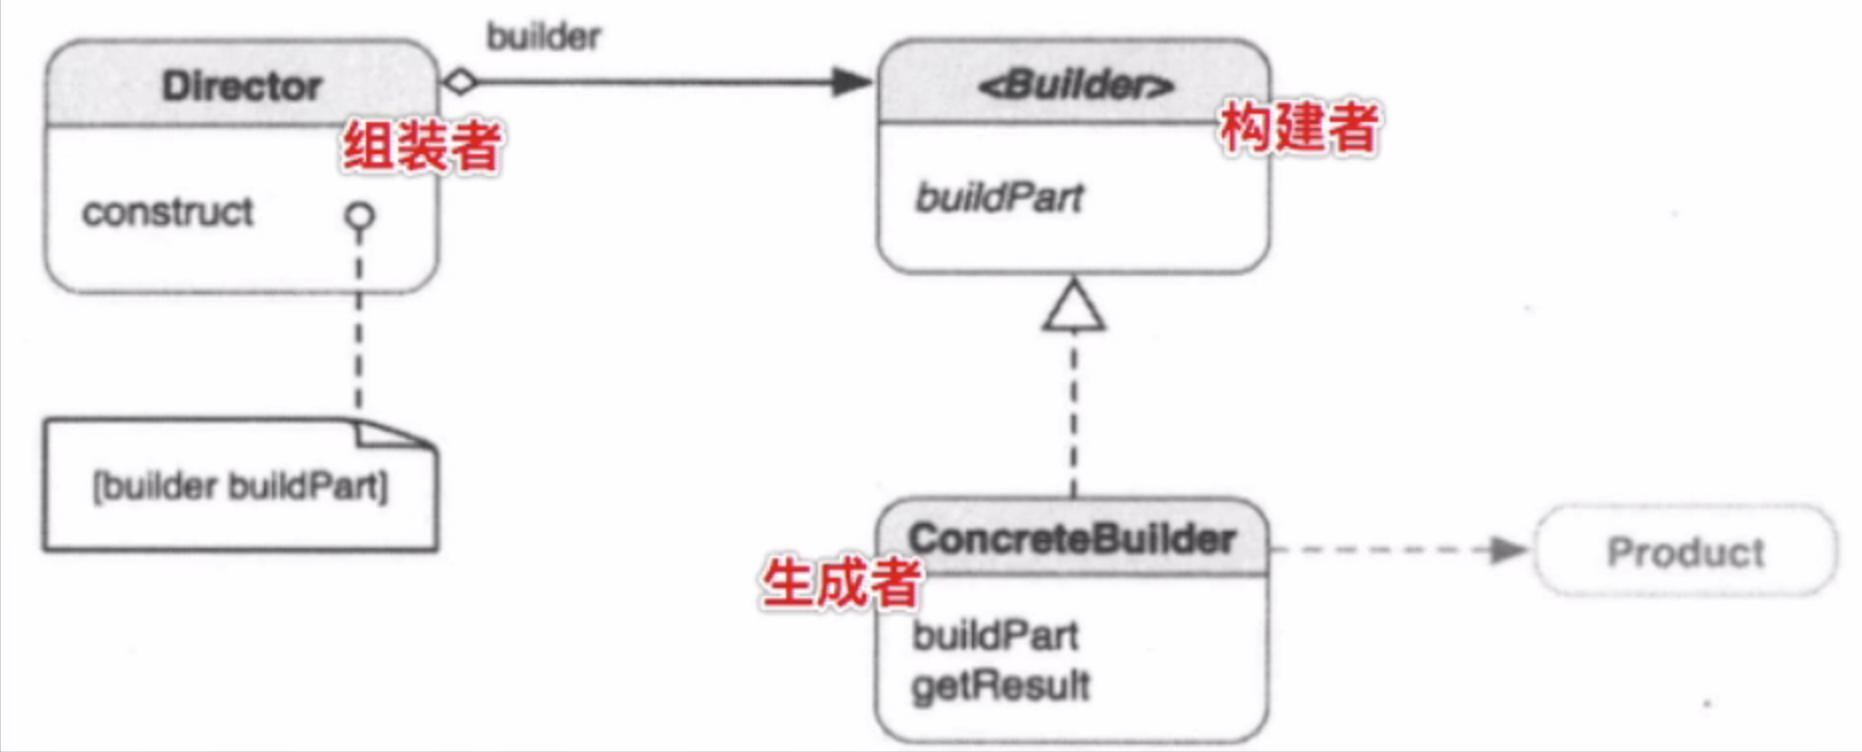 builder
Director
组装者
construct
<Builder>
构建者
buildPart
[builder buildPart]
ConcreteBuilder
生成者
buildPart
getResult
Product